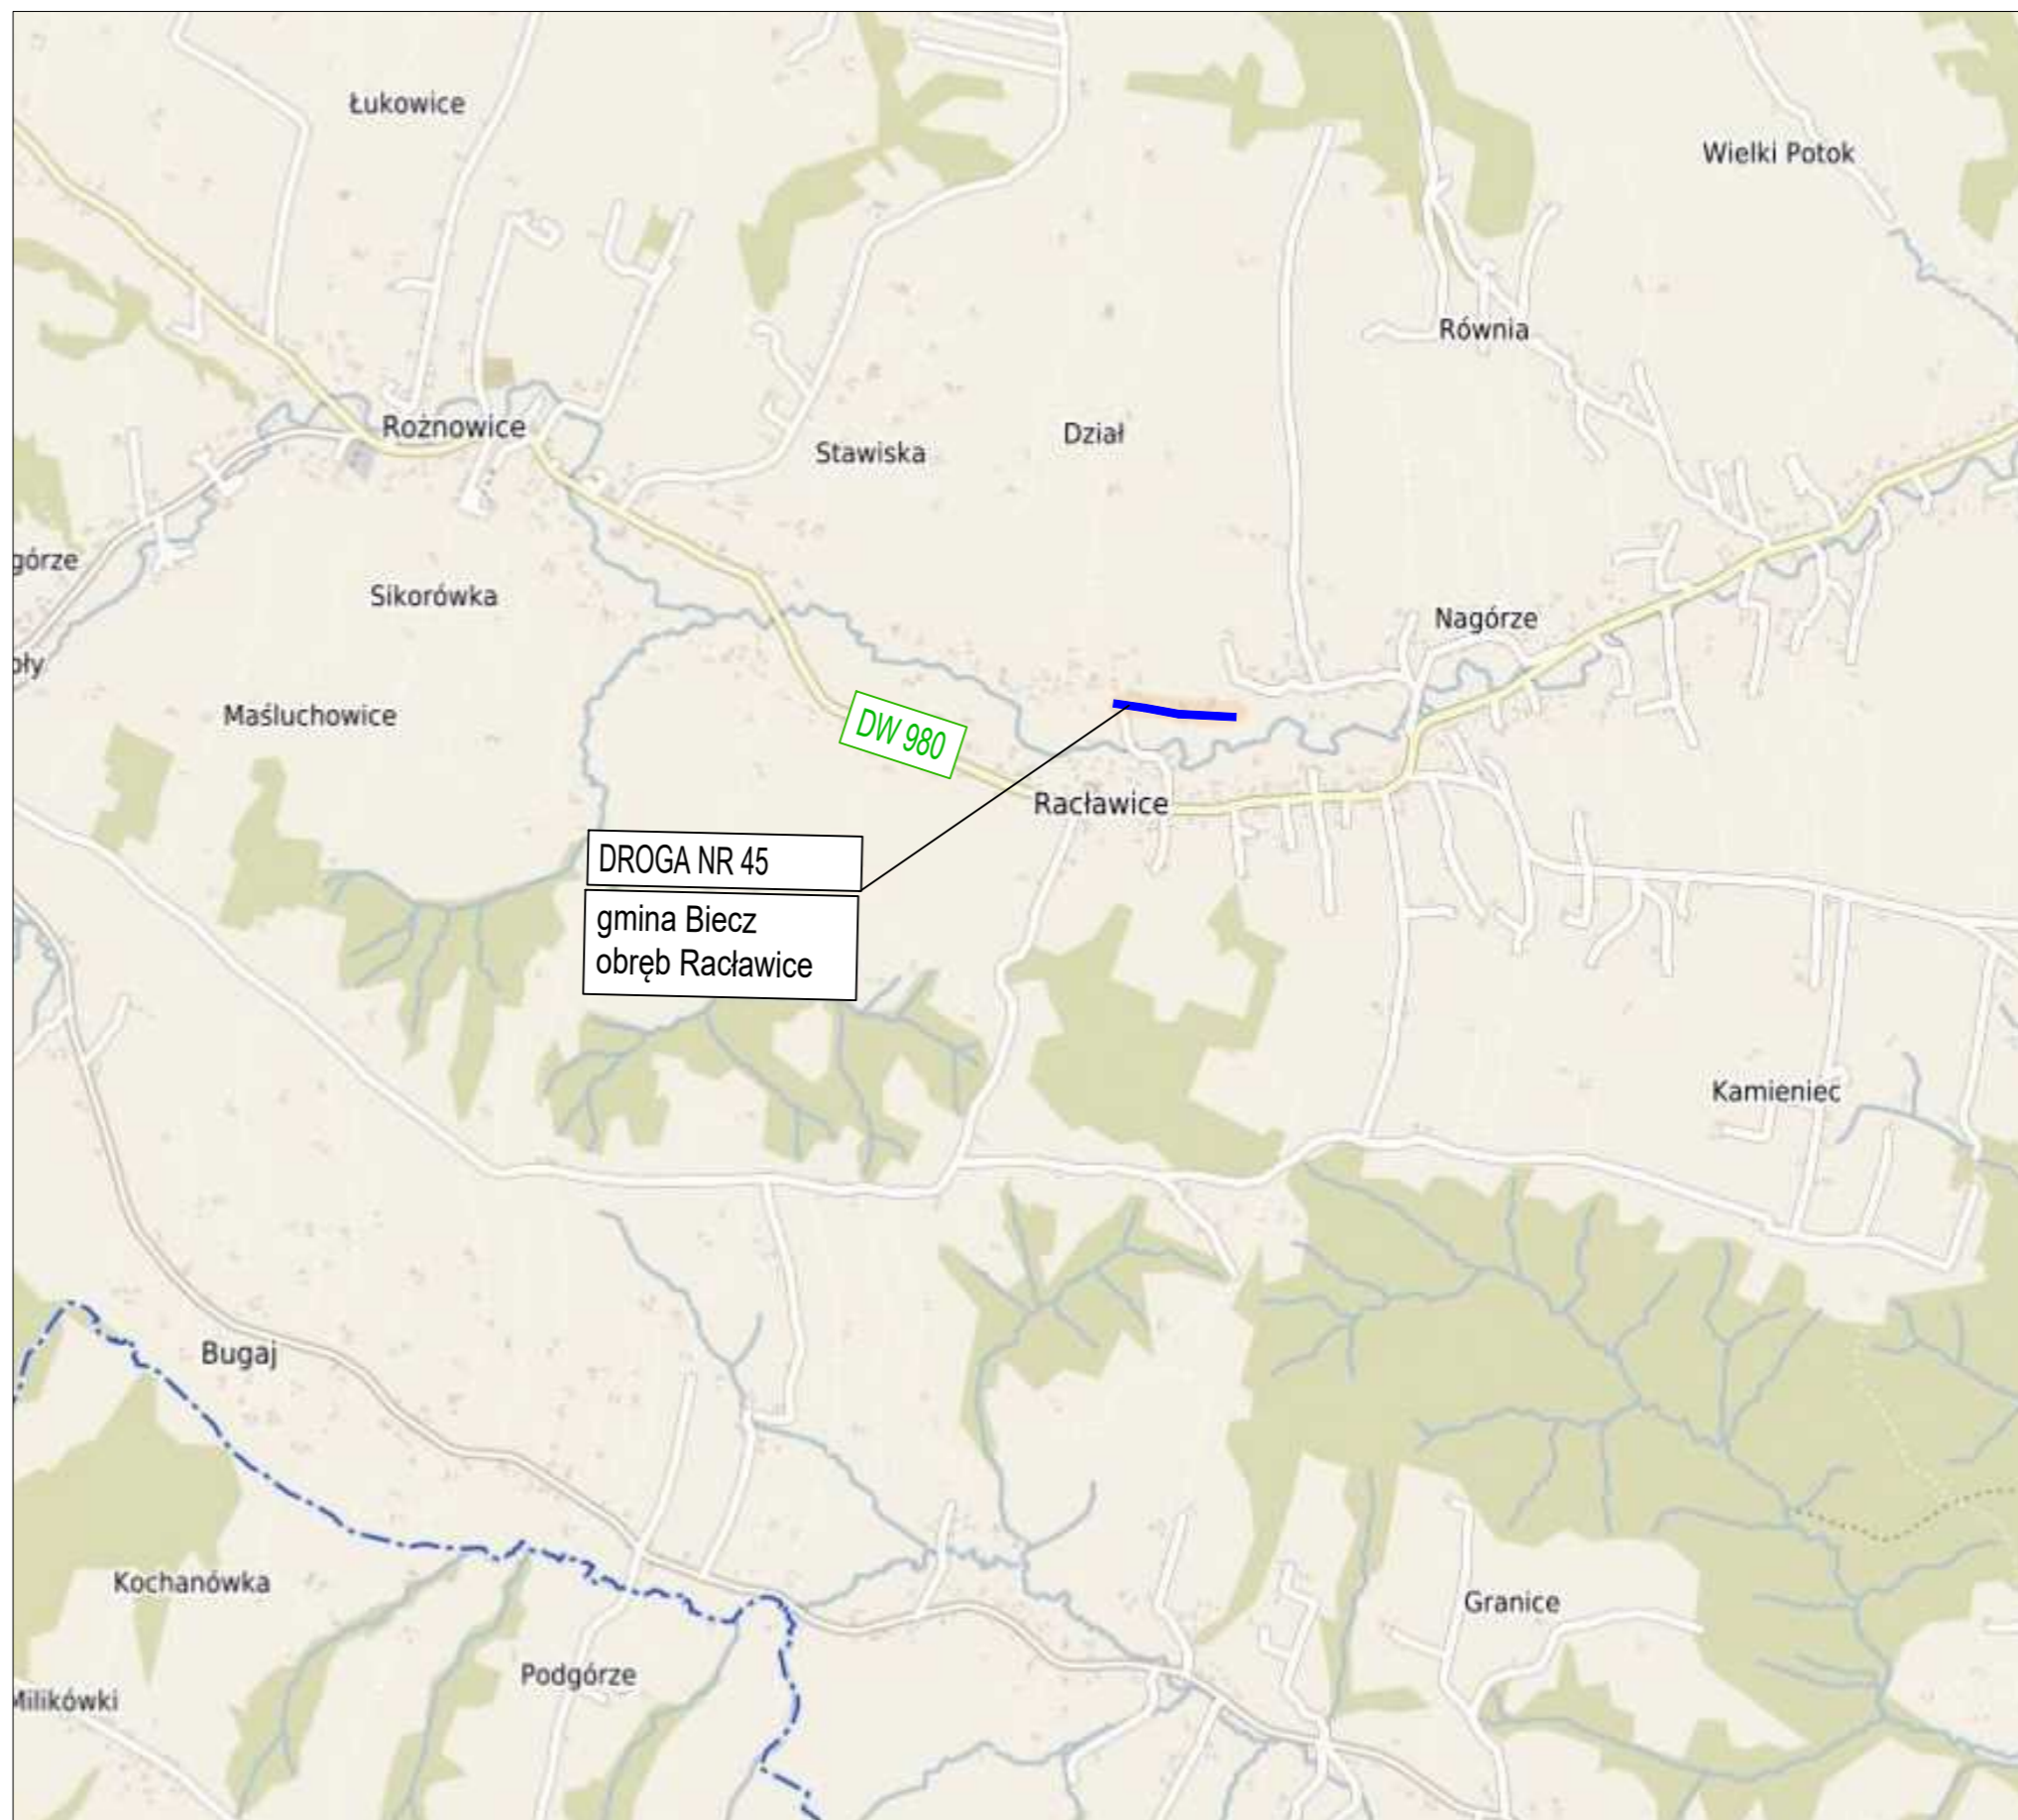 Łukowice
Wielki Potok
Równia
Rożnowice
Dział
Stawiska
górze
Sikorówka
Nagórze
oły
Maśluchowice
DW 980
Racławice
DROGA NR 45
gmina Biecz
obręb Racławice
Kamieniec
Bugaj
Kochanówka
Granice
Podgórze
Milikówki